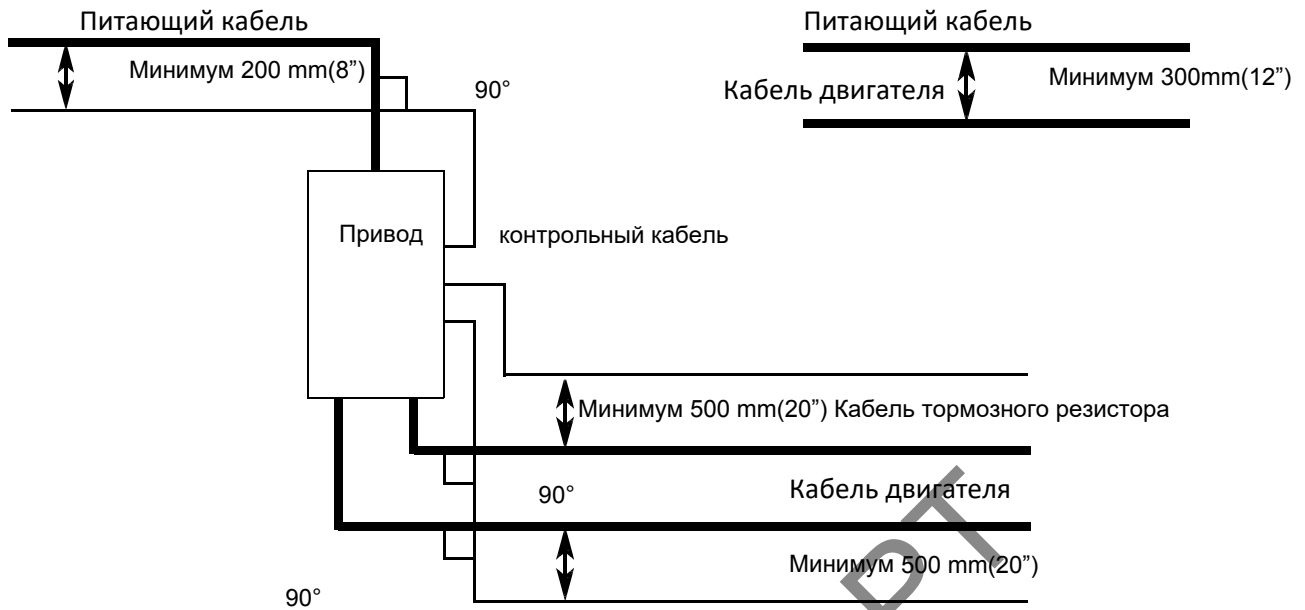 Питающий кабель
Минимум 200 mm(8”)
90°
Питающий кабель
Кабель двигателя
Минимум 300mm(12”)
Привод
контрольный кабель
Минимум 500 mm(20”) Кабель тормозного резистора
90°
Кабель двигателя
Минимум 500 mm(20”)
90°